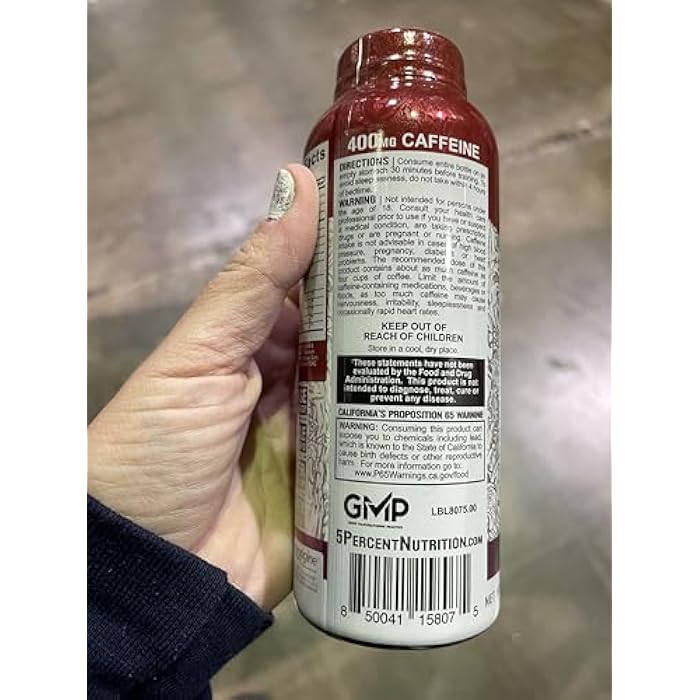 400MG CAFFEINE
DIRECTIONS | Consume entire bottle on an
empty stomach 30 minutes before training. To
avoid sleeplessness, do not take within 4 hours
of bedtime.
WARNING | Not intended for persons under
the age of 18. Consult your health care
professional prior to use if you have or suspect
a medical condition, are taking prescription
drugs or are pregnant or nursing. Caffeine
intake is not advisable in cases of high blood
pressure, pregnancy, diabetes or heart
problems. The recommended dose of this
product contains about as much caffeine as
four cups of coffee. Limit the amount of
caffeine-containing medications, beverages or
foods, as too much caffeine may cause
nervousness, irritability, sleeplessness and
occasionally rapid heart rates.
KEEP OUT OF
REACH OF CHILDREN
Store in a cool, dry place.
*These statements have not been
evaluated by the Food and Drug
Administration. This product is not
intended to diagnose, treat, cure or
prevent any disease.
CALIFORNIA'S PROPOSITION 65 WARNING
WARNING: Consuming this product can
expose you to chemicals including lead,
which is known to the State of California to
cause birth defects or other reproductive
harm. For more information go to:
www.P65Warnings.ca.gov/food
GMP
GOOD MANUFACTURING PRACTICE
LBL8075.00
5PERCENTNUTRITION.COM
8 50041 15807 5
Facts
NET